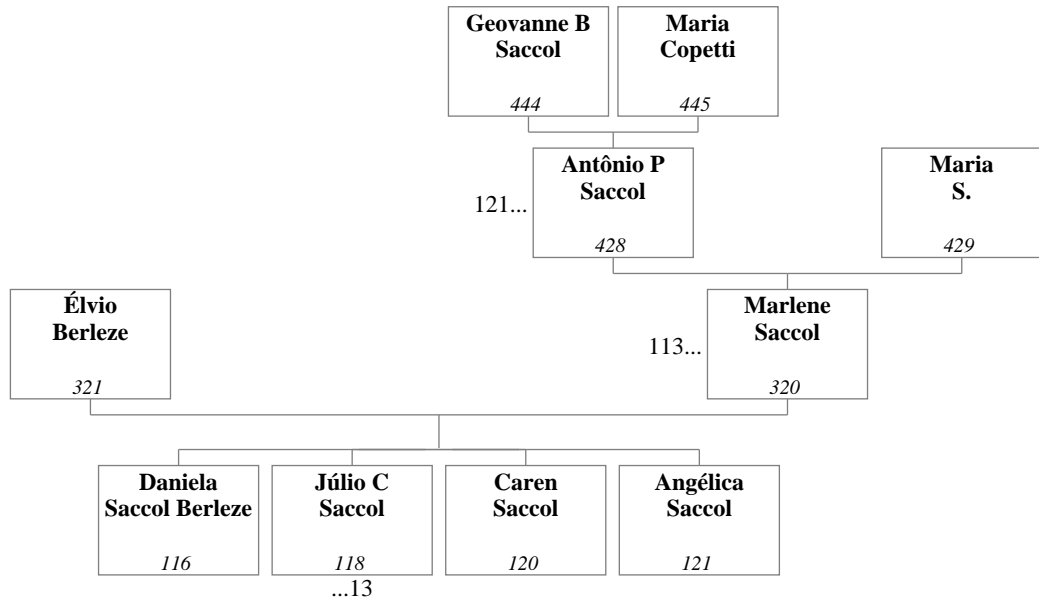 Geovanne B
Saccol
444
Maria
Copetti
445
Antônio P
Saccol
428
121...
Maria
S.
429
Élvio
Berleze
321
Marlene
Saccol
320
113...
Daniela
Saccol Berleze
116
Júlio C
Saccol
118
...13
Caren
Saccol
120
Angélica
Saccol
121